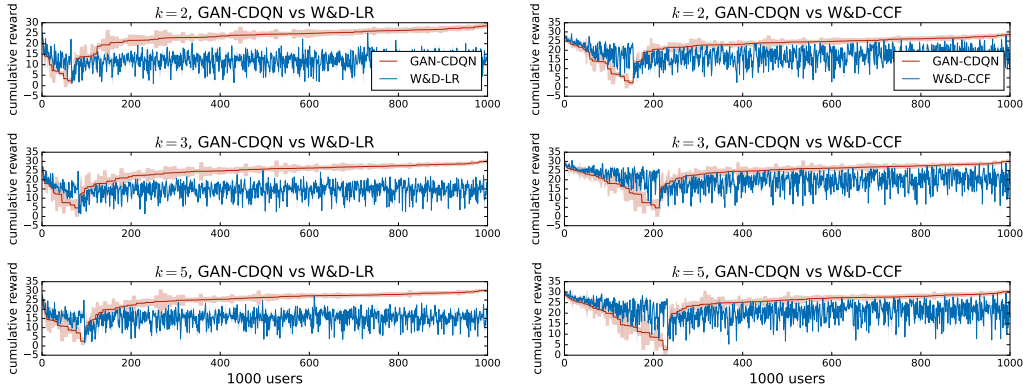 k = 2, GAN-CDQN vs W&D-LR
cumulative reward
30
25
20
15
10
5
0
−5
0 200 400 600 800 1000
GAN-CDQN
W&D-LR
k = 2, GAN-CDQN vs W&D-CCF
cumulative reward
35
30
25
20
15
10
5
0
−5
0 200 400 600 800 1000
GAN-CDQN
W&D-CCF
k = 3, GAN-CDQN vs W&D-LR
cumulative reward
35
30
25
20
15
10
5
0
−5
0 200 400 600 800 1000
k = 3, GAN-CDQN vs W&D-CCF
cumulative reward
35
30
25
20
15
10
5
0
−5
0 200 400 600 800 1000
k = 5, GAN-CDQN vs W&D-LR
cumulative reward
35
30
25
20
15
10
5
0
−5
0 200 400 600 800 1000
1000 users
k = 5, GAN-CDQN vs W&D-CCF
cumulative reward
35
30
25
20
15
10
5
0
0 200 400 600 800 1000
1000 users